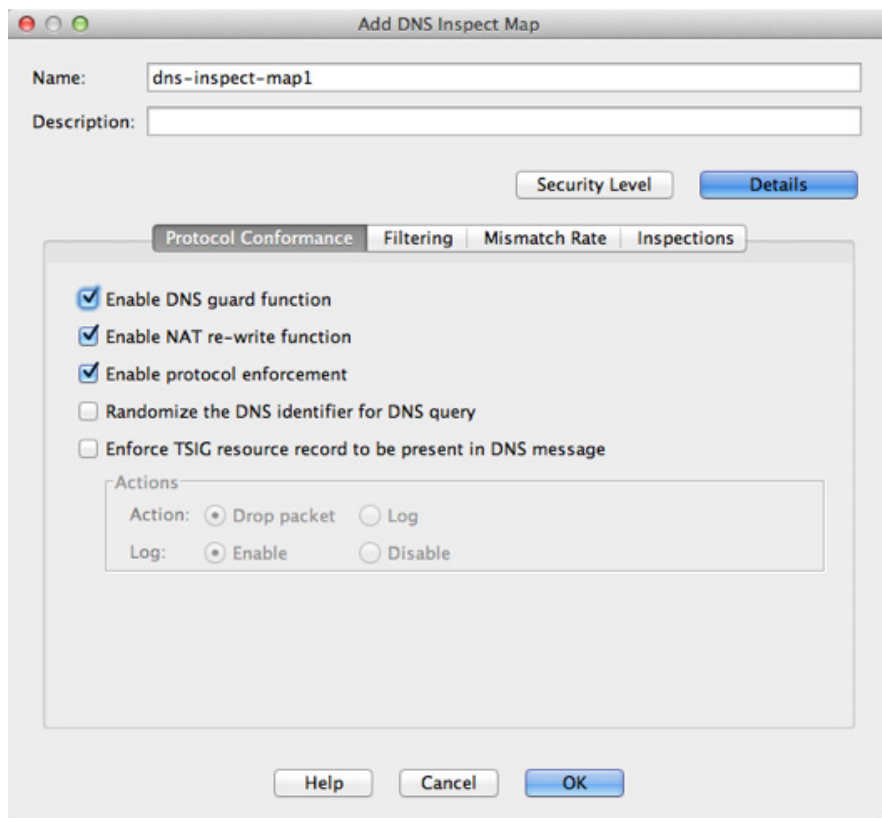 Add DNS Inspect Map
Name: dns-inspect-map1
Description:
Security Level Details
Protocol Conformance Filtering Mismatch Rate Inspections
Enable DNS guard function
Enable NAT re-write function
Enable protocol enforcement
Randomize the DNS identifier for DNS query
Enforce TSIG resource record to be present in DNS message
Actions
Action: Drop packet Log
Log: Enable Disable
Help Cancel OK